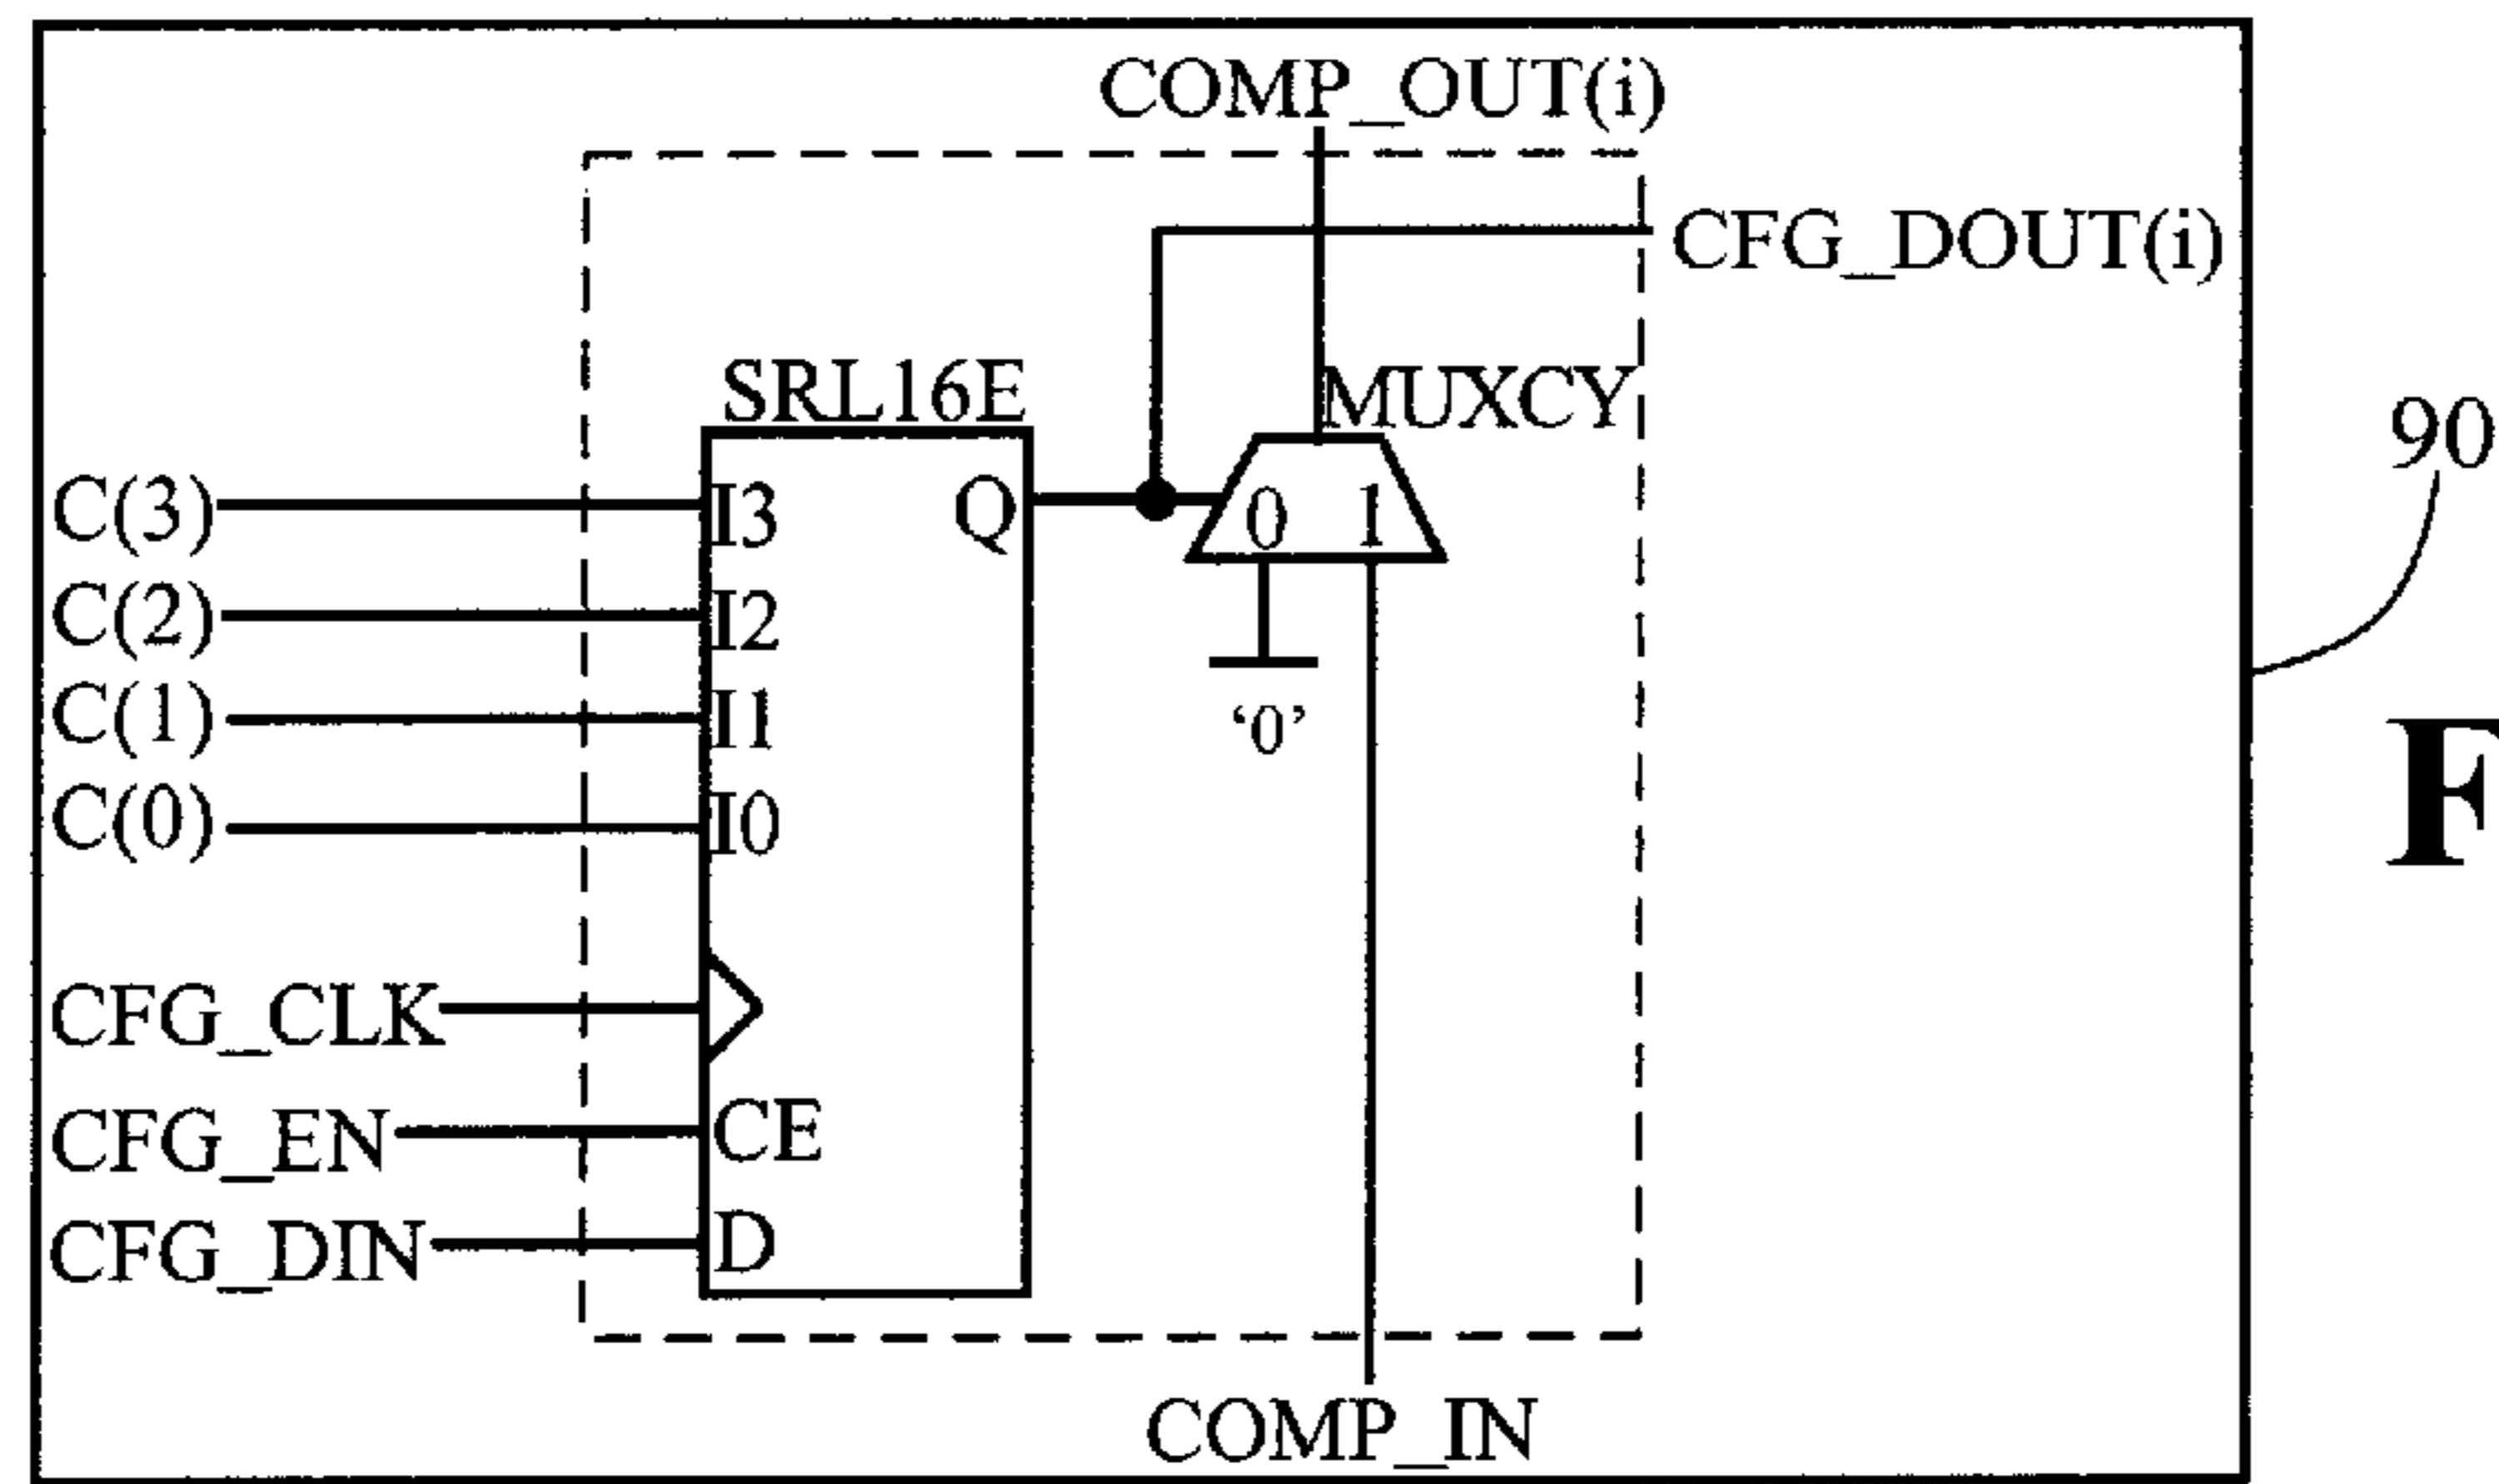 COMP_OUT(i)
CFG_DOUT(i)
SRL16E
MUXCY
90
C(3)
I3
Q
0 1
C(2)
I2
C(1)
I1
‘0’
C(0)
I0
F
CFG_CLK
CFG_EN
CE
CFG_DIN
D
COMP_IN